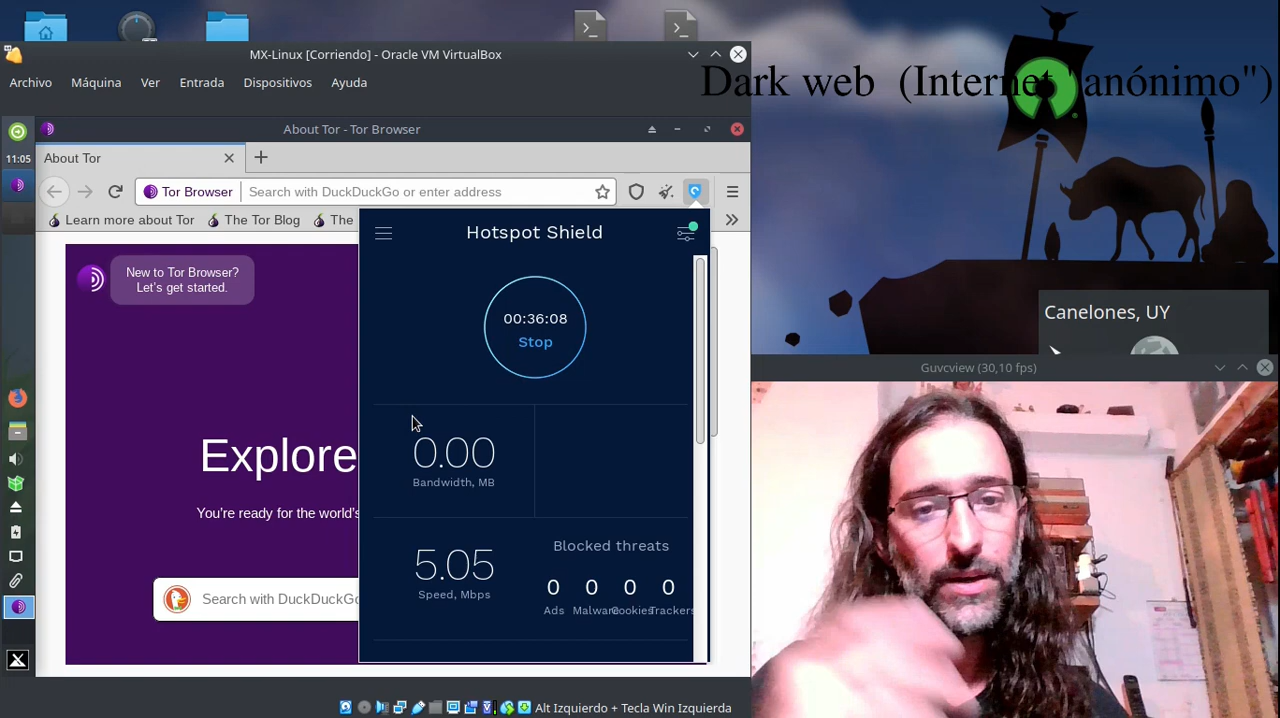 MX-Linux [Corriendo] - Oracle VM VirtualBox
Archivo Máquina Ver Entrada Dispositivos Ayuda
Dark web (Internet "anónimo")
11:05
About Tor - Tor Browser
About Tor
Tor Browser Search with DuckDuckGo or enter address
Learn more about Tor The Tor Blog The
New to Tor Browser?
Let's get started.
Explore
You're ready for the world's
Search with DuckDuckGo
Hotspot Shield
00:36:08
Stop
0.00
Bandwidth, MB
5.05
Speed, Mbps
Blocked threats
0 0 0 0
Ads Malware Cookies Trackers
Alt Izquierdo + Tecla Win Izquierda
Canelones, UY
Guvcview (30,10 fps)